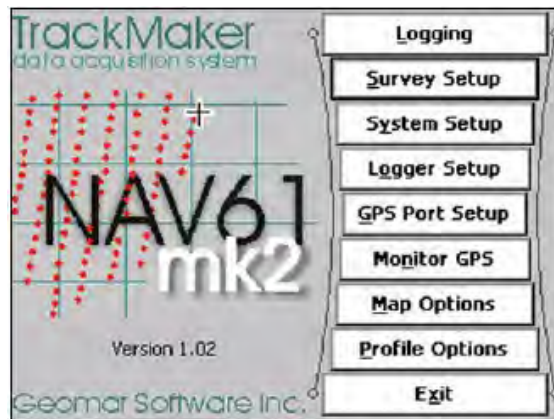 TrackMaker
data acquisition system
NAV61
mk2
Version 1.02
Geomar Software Inc.
Logging
Survey Setup
System Setup
Logger Setup
GPS Port Setup
Monitor GPS
Map Options
Profile Options
Exit